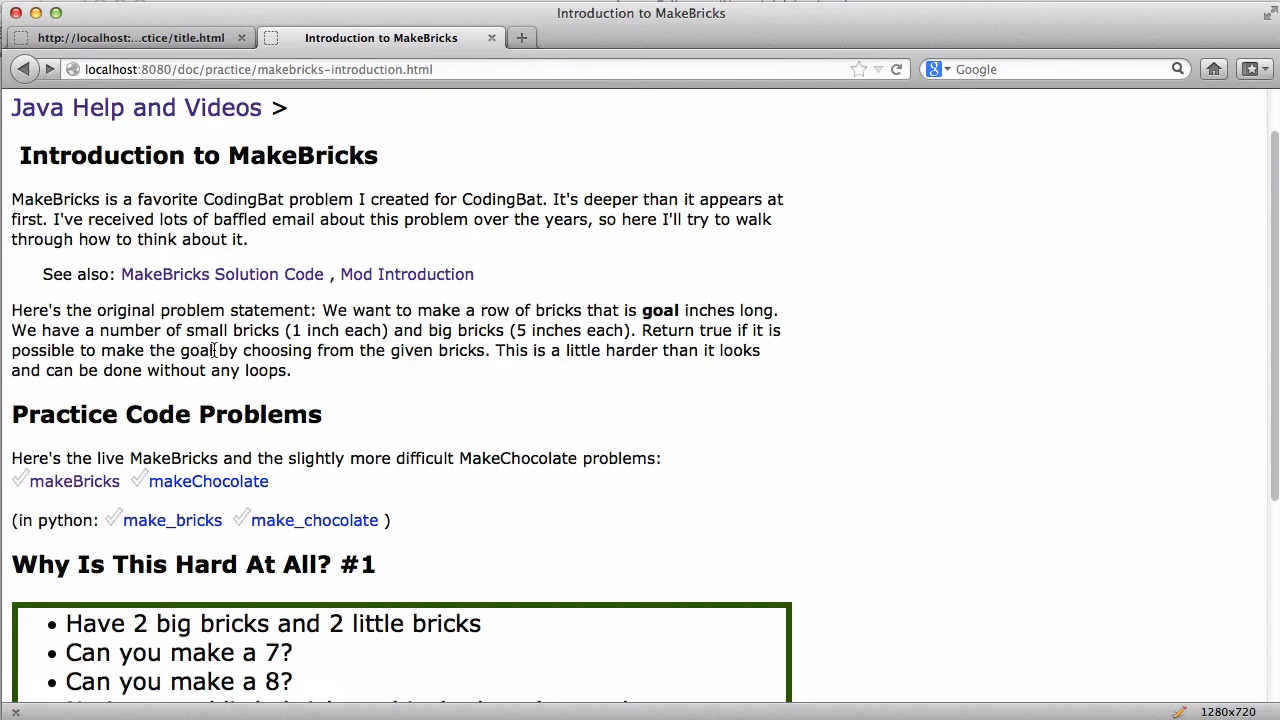 Introduction to MakeBricks
http://localhost:...ctice/title.html
Introduction to MakeBricks
localhost:8080/doc/practice/makebricks-introduction.html
Google
Java Help and Videos >
Introduction to MakeBricks
MakeBricks is a favorite CodingBat problem I created for CodingBat. It's deeper than it appears at
first. I've received lots of baffled email about this problem over the years, so here I'll try to walk
through how to think about it.
See also: MakeBricks Solution Code , Mod Introduction
Here's the original problem statement: We want to make a row of bricks that is goal inches long.
We have a number of small bricks (1 inch each) and big bricks (5 inches each). Return true if it is
possible to make the goal by choosing from the given bricks. This is a little harder than it looks
and can be done without any loops.
Practice Code Problems
Here's the live MakeBricks and the slightly more difficult MakeChocolate problems:
makeBricks makeChocolate
(in python: make_bricks make_chocolate )
Why Is This Hard At All? #1
• Have 2 big bricks and 2 little bricks
• Can you make a 7?
• Can you make a 8?
1280x720